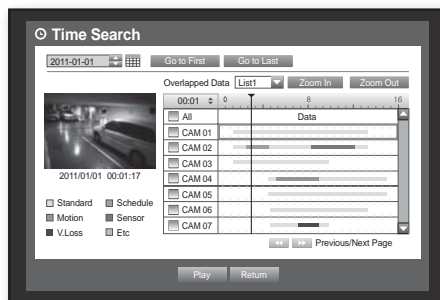 Time Search
2011-01-01 Go to First Go to Last
Overlapped Data List1 Zoom In Zoom Out
00:01 0 8 16
All Data
CAM 01
CAM 02
CAM 03
CAM 04
CAM 05
CAM 06
CAM 07
2011/01/01 00:01:17
Standard Schedule
Motion Sensor
V.Loss Etc
Previous/Next Page
Play Return